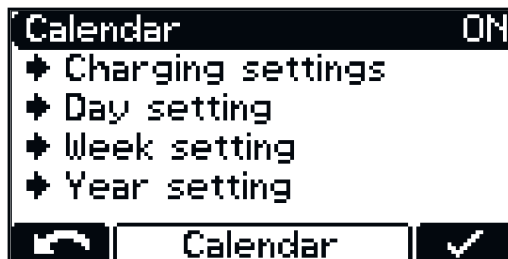 Calendar ON
Charging settings
Day setting
Week setting
Year setting
Calendar